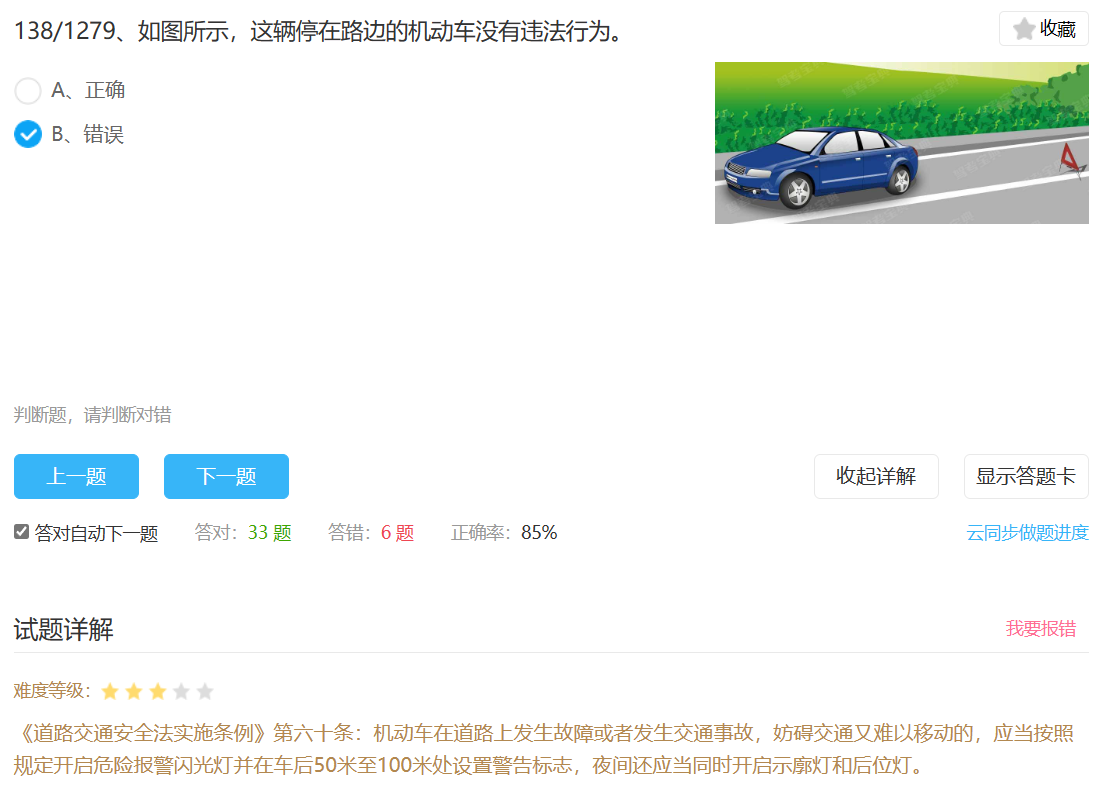 138/1279、如图所示，这辆停在路边的机动车没有违法行为。
收藏
A、正确
B、错误
判断题，请判断对错
上一题 下一题 收起详解 显示答题卡
答对自动下一题 答对：33 题 答错：6 题 正确率：85% 云同步做题进度
试题详解 我要报错
难度等级：
《道路交通安全法实施条例》第六十条：机动车在道路上发生故障或者发生交通事故，妨碍交通又难以移动的，应当按照
规定开启危险报警闪光灯并在车后50米至100米处设置警告标志，夜间还应当同时开启示廓灯和后位灯。